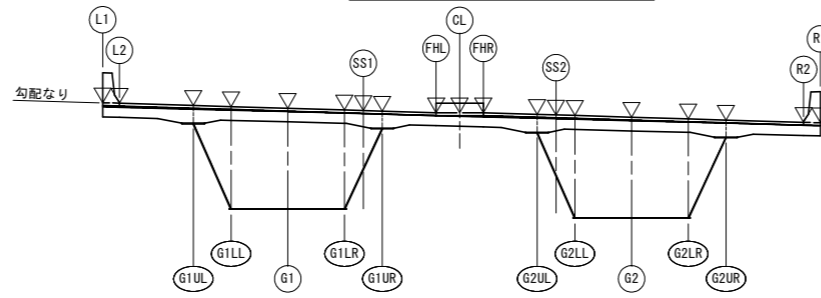 L1
CL
L2
FHL
FHR
R2
SS1
SS2
勾配なり
G1LL
G1LR
G2LL
G2LR
G1UL
G1
G1UR
G2UL
G2
G2UR